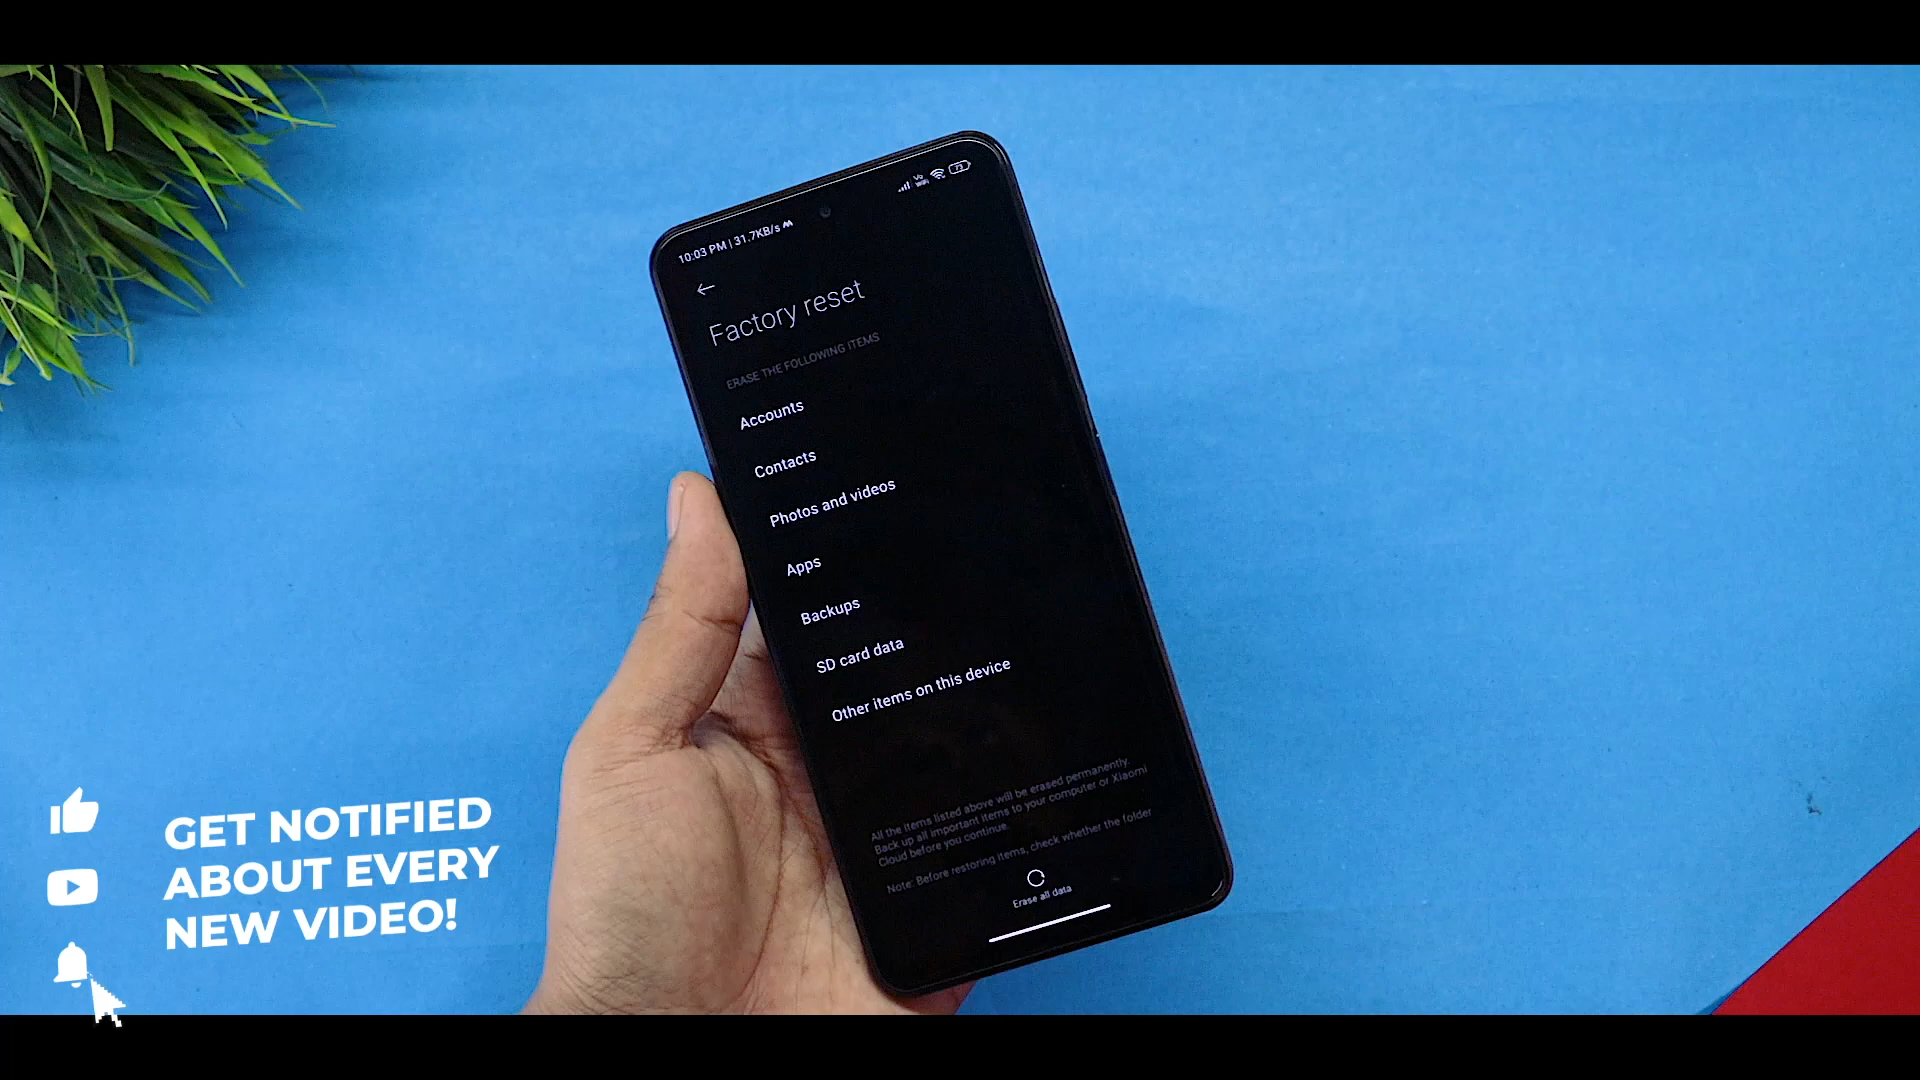 10:03 PM | 31.7KB/s
Vo
WiFi
73
Factory reset
ERASE THE FOLLOWING ITEMS
Accounts
Contacts
Photos and videos
Apps
Backups
SD card data
Other items on this device
All the items listed above will be erased permanently.
Back up all important items to your computer or Xiaomi
Cloud before you continue.
Note: Before restoring items, check whether the folder
Erase all data
GET NOTIFIED
ABOUT EVERY
NEW VIDEO!